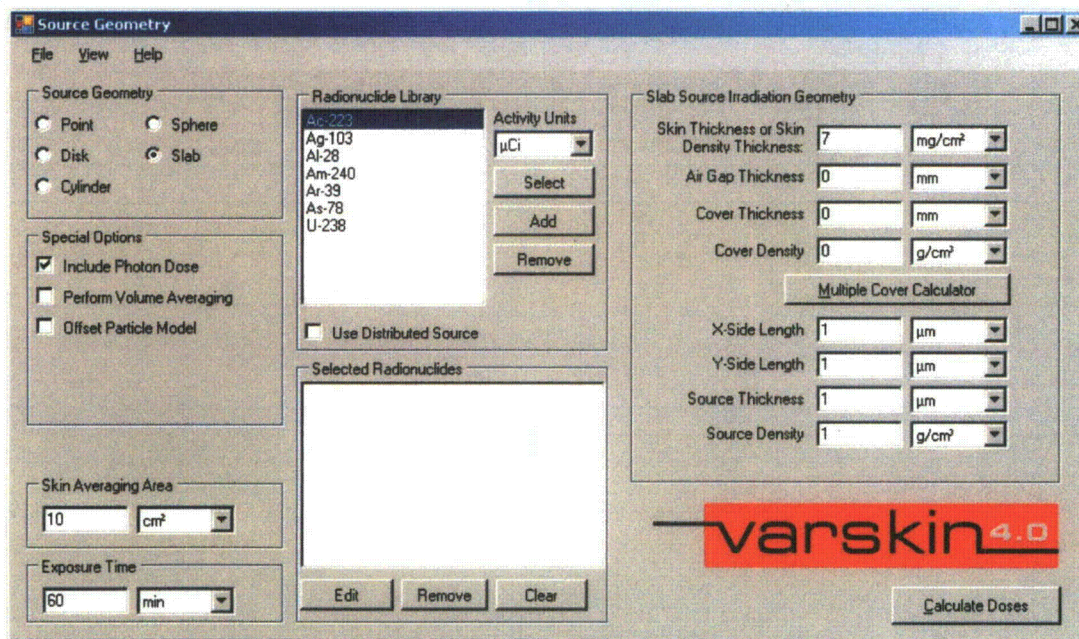 Source Geometry
File View Help
Source Geometry
Point Sphere
Disk Slab
Cylinder
Special Options
Include Photon Dose
Perform Volume Averaging
Offset Particle Model
Skin Averaging Area
10 cm²
Exposure Time
60 min
Radionuclide Library
Ac-223
Ag-103
Al-28
Am-240
Ar-39
As-78
U-238
Activity Units
µCi
Select
Add
Remove
Use Distributed Source
Selected Radionuclides
Edit Remove Clear
Slab Source Irradiation Geometry
Skin Thickness or Skin
Density Thickness: 7 mg/cm²
Air Gap Thickness 0 mm
Cover Thickness 0 mm
Cover Density 0 g/cm³
Multiple Cover Calculator
X-Side Length 1 µm
Y-Side Length 1 µm
Source Thickness 1 µm
Source Density 1 g/cm³
varskin 4.0
Calculate Doses